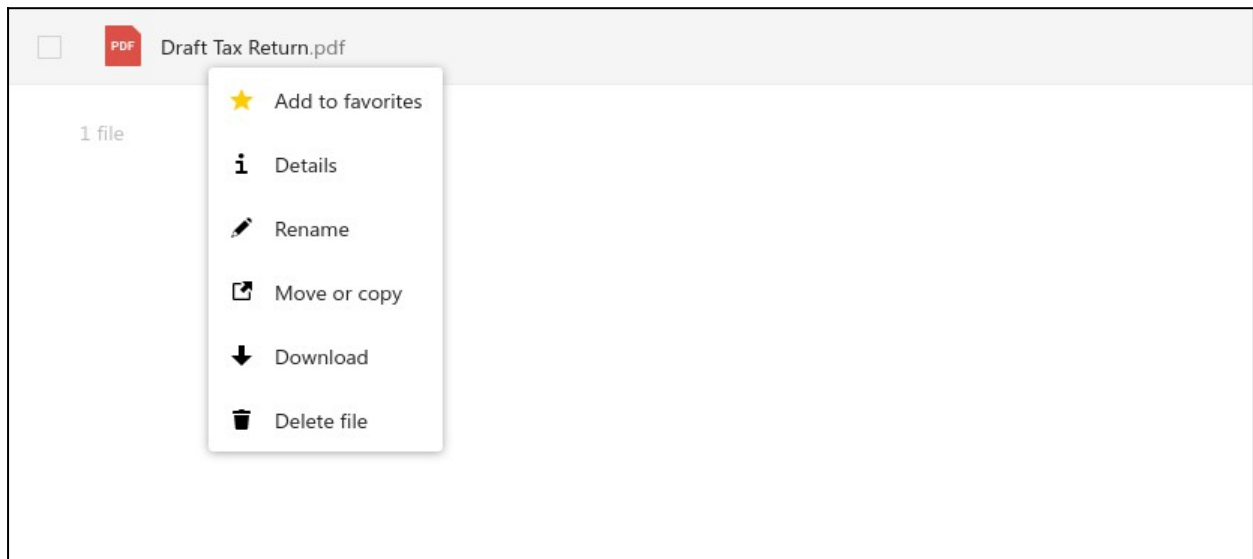 PDF Draft Tax Return.pdf
Add to favorites
1 file
Details
Rename
Move or copy
Download
Delete file